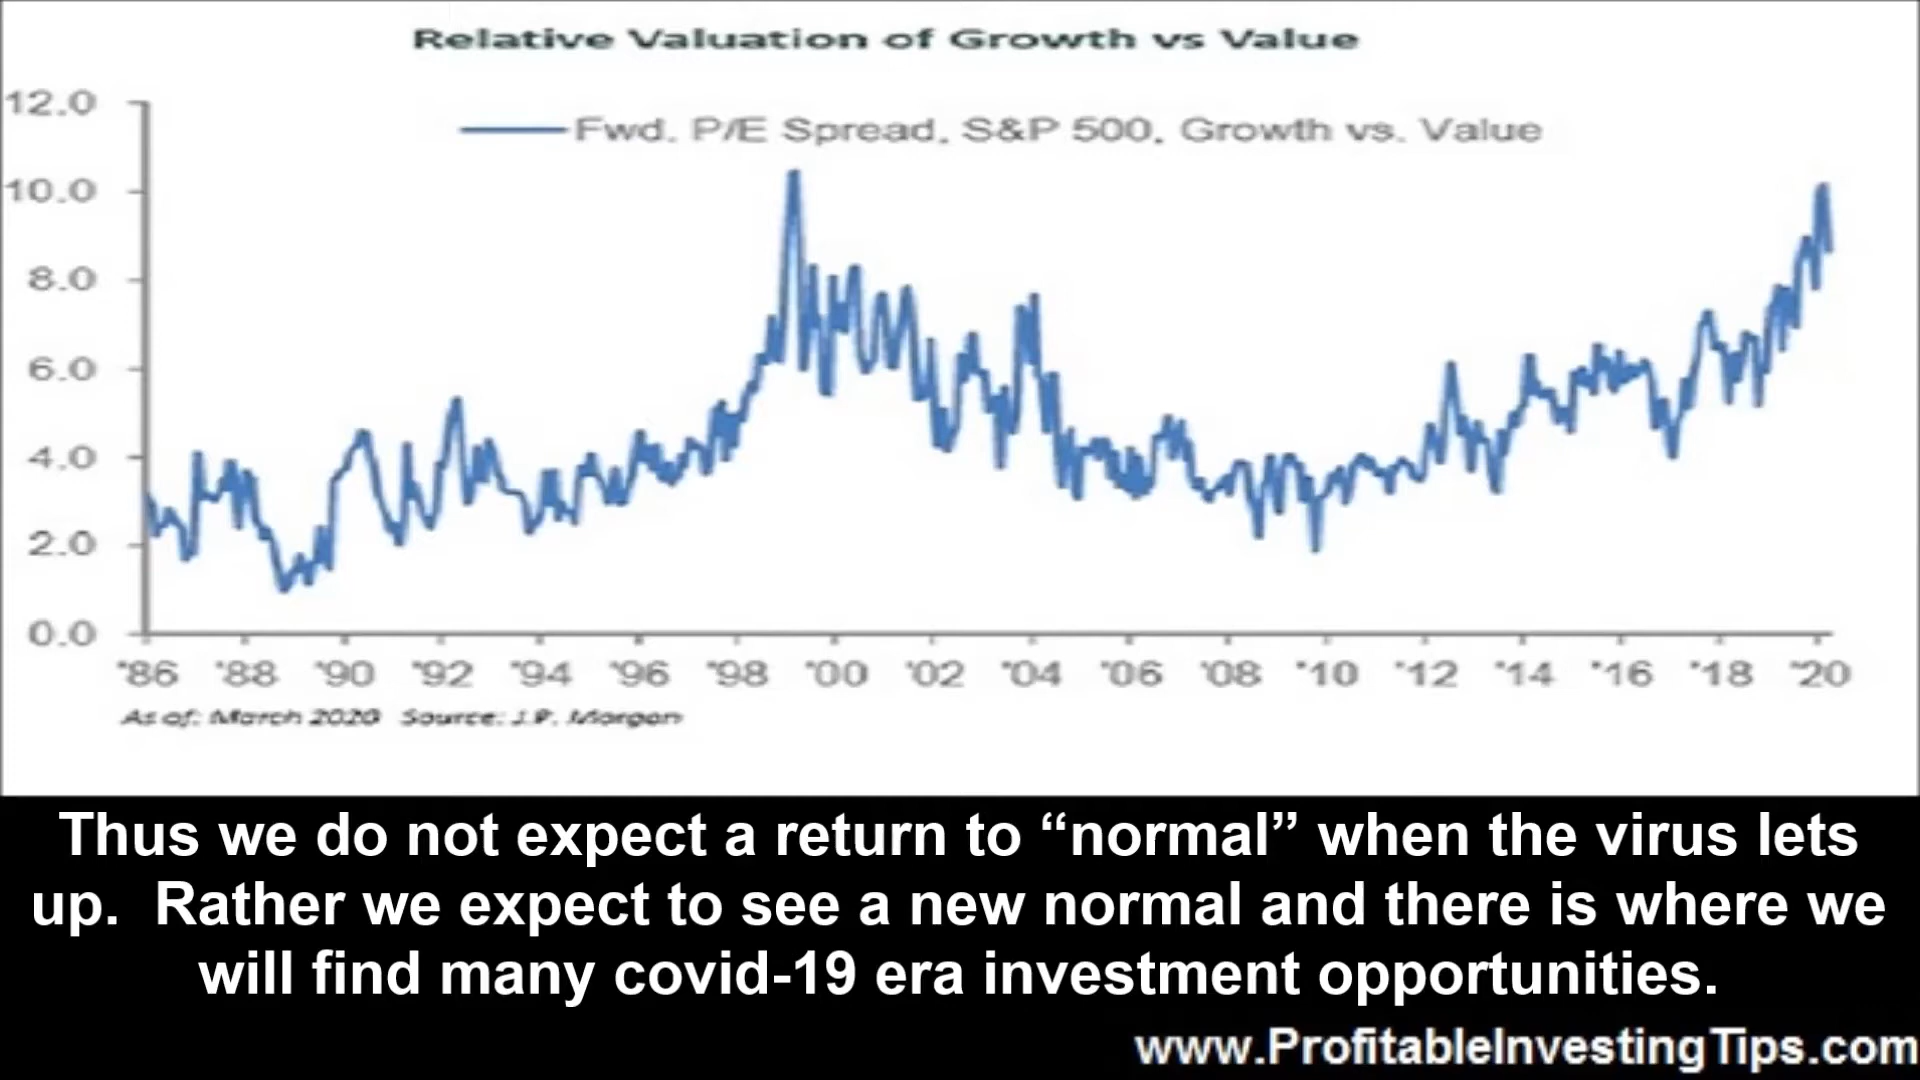 Relative Valuation of Growth vs Value
12.0
Fwd. P/E Spread, S&P 500, Growth vs. Value
10.0
8.0
6.0
4.0
2.0
0.0
'86 '88 '90 '92 '94 '96 '98 '00 '02 '04 '06 '08 '10 '12 '14 '16 '18 '20
As of: March 2020 Source: J.P. Morgan
Thus we do not expect a return to “normal” when the virus lets
up. Rather we expect to see a new normal and there is where we
will find many covid-19 era investment opportunities.
www.ProfitableInvestingTips.com